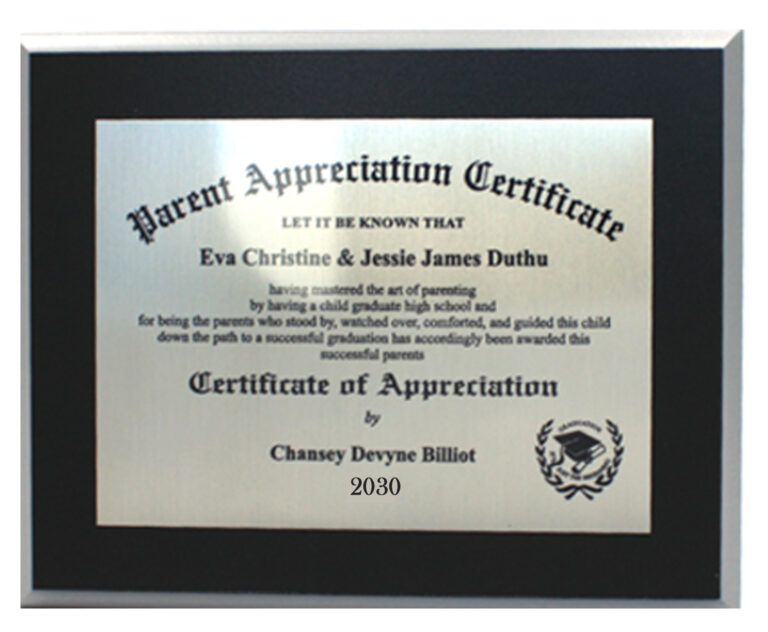 Parent Appreciation Certificate
LET IT BE KNOWN THAT
Eva Christine & Jessie James Duthu
having mastered the art of parenting
by having a child graduate high school and
for being the parents who stood by, watched over, comforted, and guided this child
down the path to a successful graduation has accordingly been awarded this
successful parents
Certificate of Appreciation
by
Chansey Devyne Billiot
2030
GRADUATION